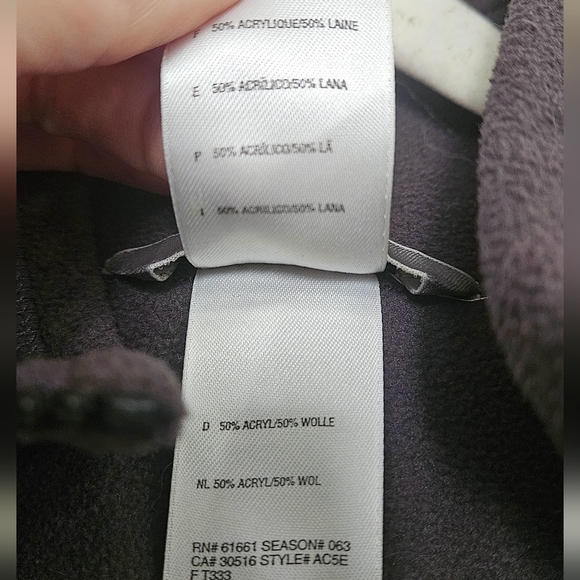 F 50% ACRYLIQUE/50% LAINE
E 50% ACRÍLICO/50% LANA
P 50% ACRÍLICO/50% LÃ
I 50% ACRILICO/50% LANA
D 50% ACRYL/50% WOLLE
NL 50% ACRYL/50% WOL
RN# 61661 SEASON# 063
CA# 30516 STYLE# AC5E
F T333